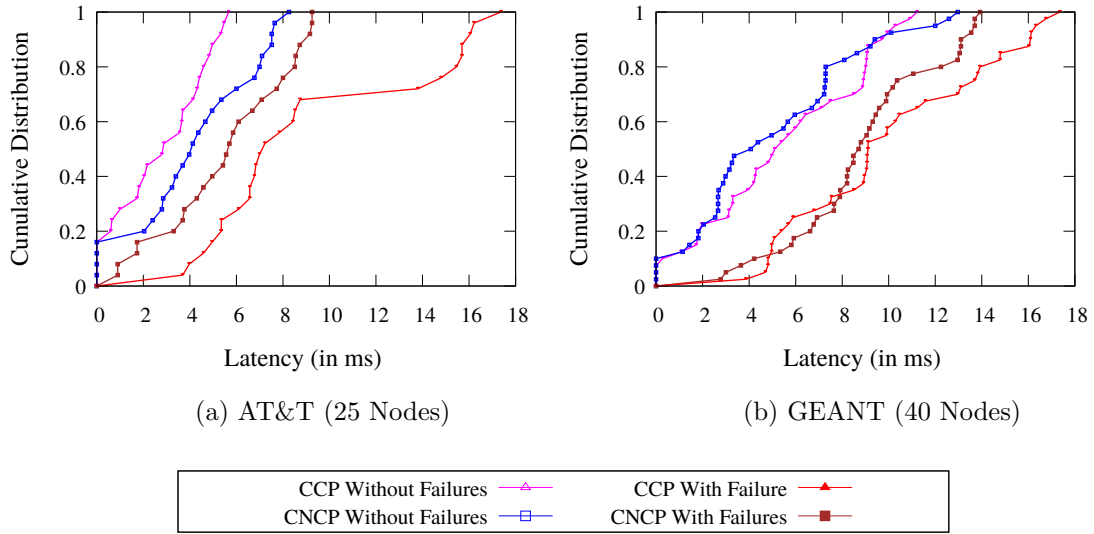 1
0.8
0.6
0.4
0.2
0
Cunulative Distribution
0 2 4 6 8 10 12 14 16 18
Latency (in ms)
(a) AT&T (25 Nodes)
1
0.8
0.6
0.4
0.2
0
Cunulative Distribution
0 2 4 6 8 10 12 14 16 18
Latency (in ms)
(b) GEANT (40 Nodes)
CCP Without Failures CCP With Failure
CNCP Without Failures CNCP With Failures